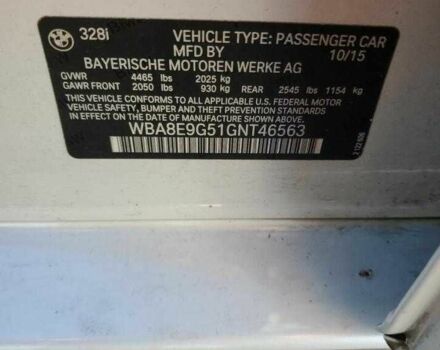 328i VEHICLE TYPE: PASSENGER CAR
MFD BY 10/15
BAYERISCHE MOTOREN WERKE AG
GVWR 4465 lbs 2025 kg
GAWR FRONT 2050 lbs 930 kg REAR 2545 lbs 1154 kg
THIS VEHICLE CONFORMS TO ALL APPLICABLE U.S. FEDERAL MOTOR
VEHICLE SAFETY, BUMPER AND THEFT PREVENTION STANDARDS
IN EFFECT ON THE DATE OF MANUFACTURE SHOWN ABOVE.
WBA8E9G51GNT46563